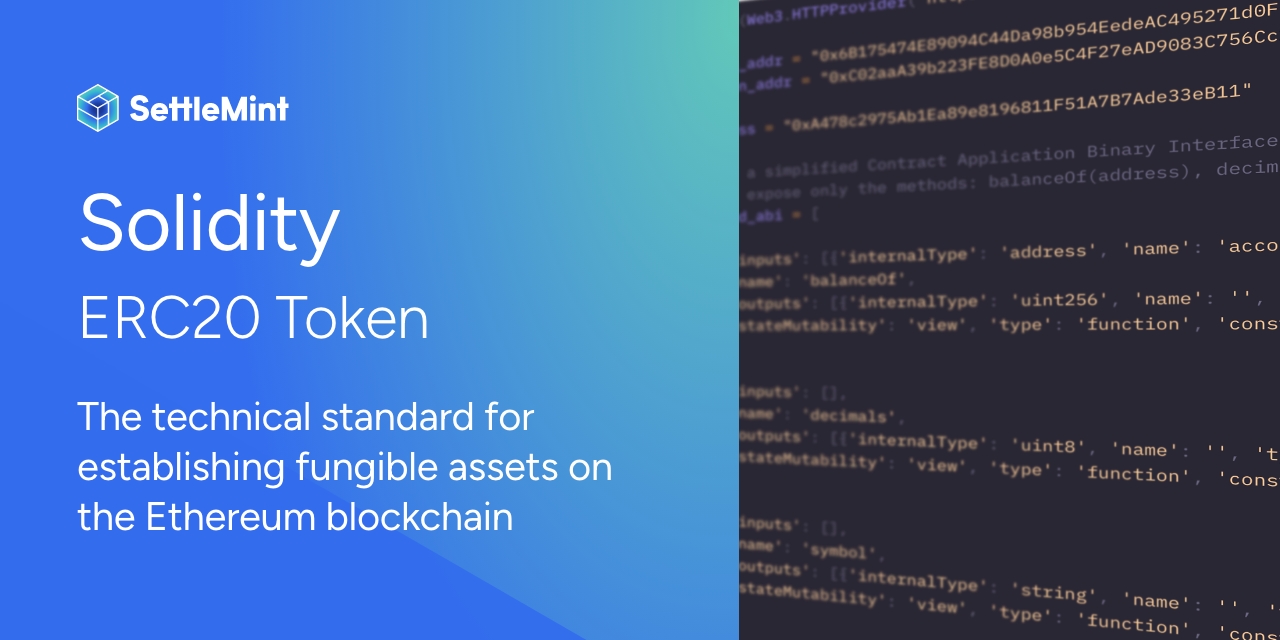 SettleMint
Solidity
ERC20 Token
The technical standard for
establishing fungible assets on
the Ethereum blockchain
(Web3.HTTPProvider(
_addr = "0x6B175474E89094C44Da98b954EedeAC495271d0F
n_addr = "0xC02aaA39b223FE8D0A0e5C4F27eAD9083C756Cc
ss = "0xA478c2975Ab1Ea89e8196811F51A7B7Ade33eB11"
a simplified Contract Application Binary Interface
expose only the methods: balanceOf(address), decim
d_abi = [
inputs': [{'internalType': 'address', 'name': 'acco
name': 'balanceOf',
outputs': [{'internalType': 'uint256', 'name': '',
stateMutability': 'view', 'type': 'function', 'cons
inputs': [],
name': 'decimals',
outputs': [{'internalType': 'uint8', 'name': '', 't
stateMutability': 'view', 'type': 'function', 'cons
inputs': [],
name': 'symbol',
outputs': [{'internalType': 'string', 'name': '', '
stateMutability': 'view', 'type': 'function', 'cons